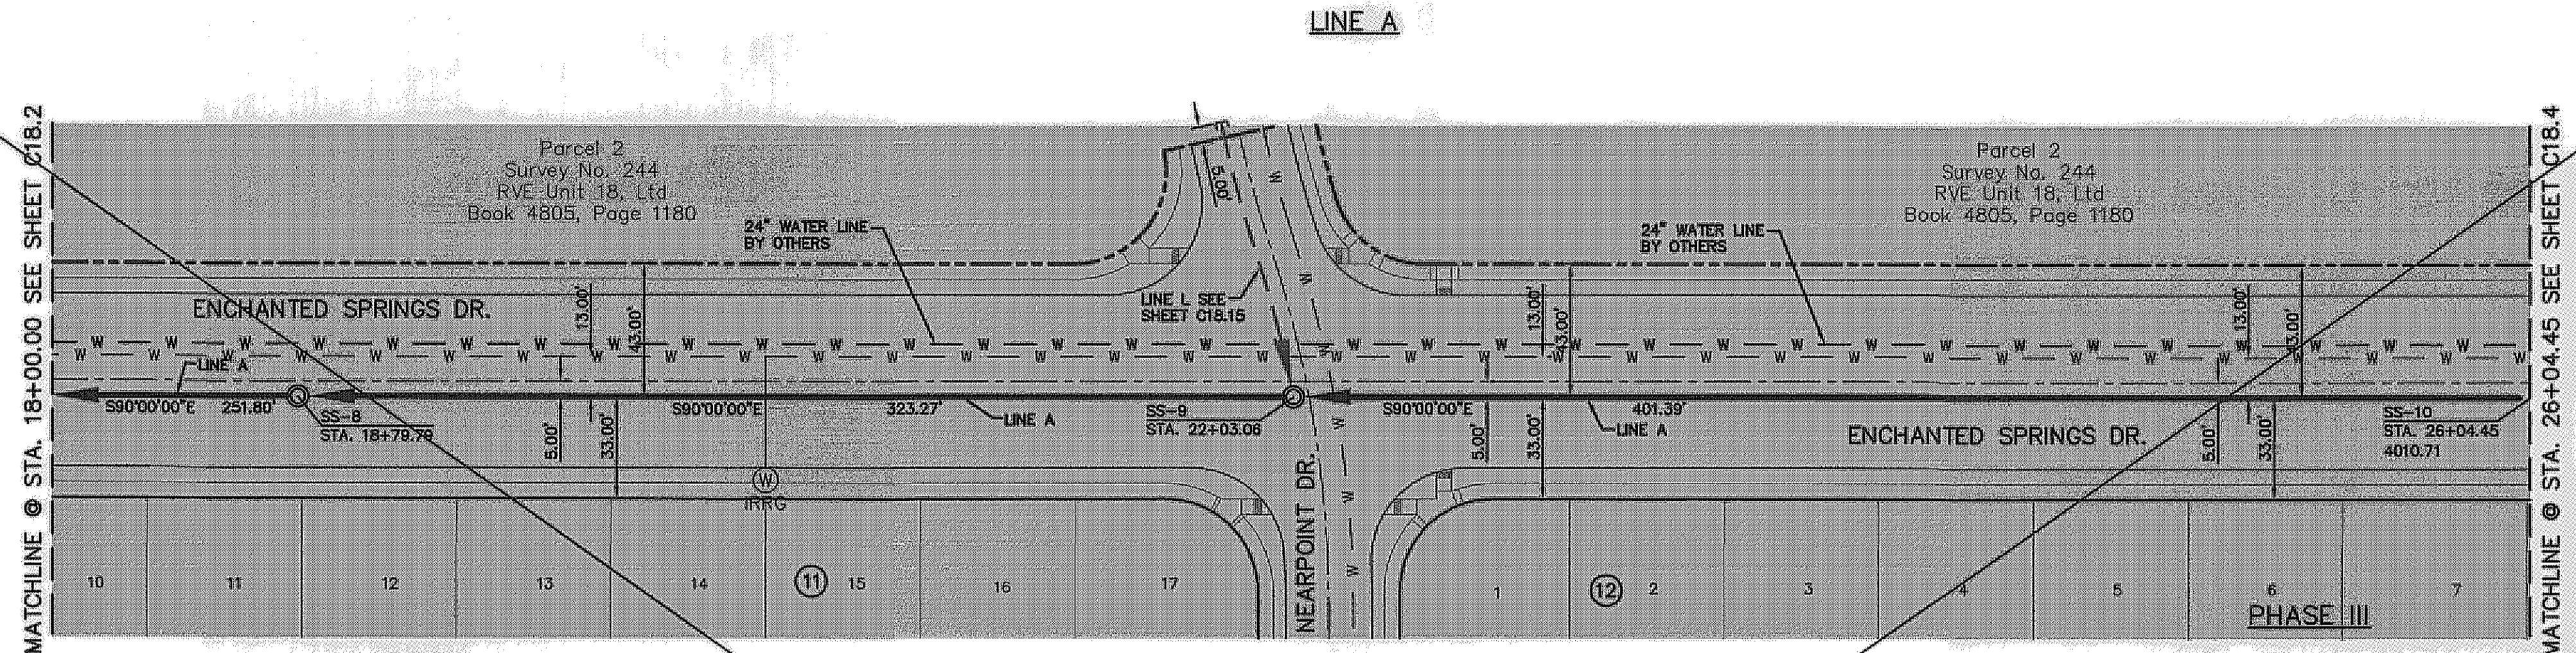 LINE A
MATCHLINE @ STA. 18+00.00 SEE SHEET C18.2
Parcel 2
Survey No. 244
RVE Unit 18, Ltd
Book 4805, Page 1180
24" WATER LINE
BY OTHERS
ENCHANTED SPRINGS DR.
13.00'
43.00'
LINE A
S90°00'00"E
251.80'
SS-8
STA. 18+79.79
5.00'
33.00'
S90°00'00"E
323.27'
LINE A
W
IRRG
5.00'
LINE L SEE
SHEET C18.15
SS-9
STA. 22+03.06
NEARPOINT DR.
Parcel 2
Survey No. 244
RVE Unit 18, Ltd
Book 4805, Page 1180
24" WATER LINE
BY OTHERS
13.00'
43.00'
S90°00'00"E
401.39'
LINE A
5.00'
33.00'
ENCHANTED SPRINGS DR.
13.00'
43.00'
5.00'
33.00'
SS-10
STA. 26+04.45
4010.71
10 11 12 13 14 11 15 16 17 1 12 2 3 4 5 6 7
PHASE III
MATCHLINE @ STA. 26+04.45 SEE SHEET C18.4